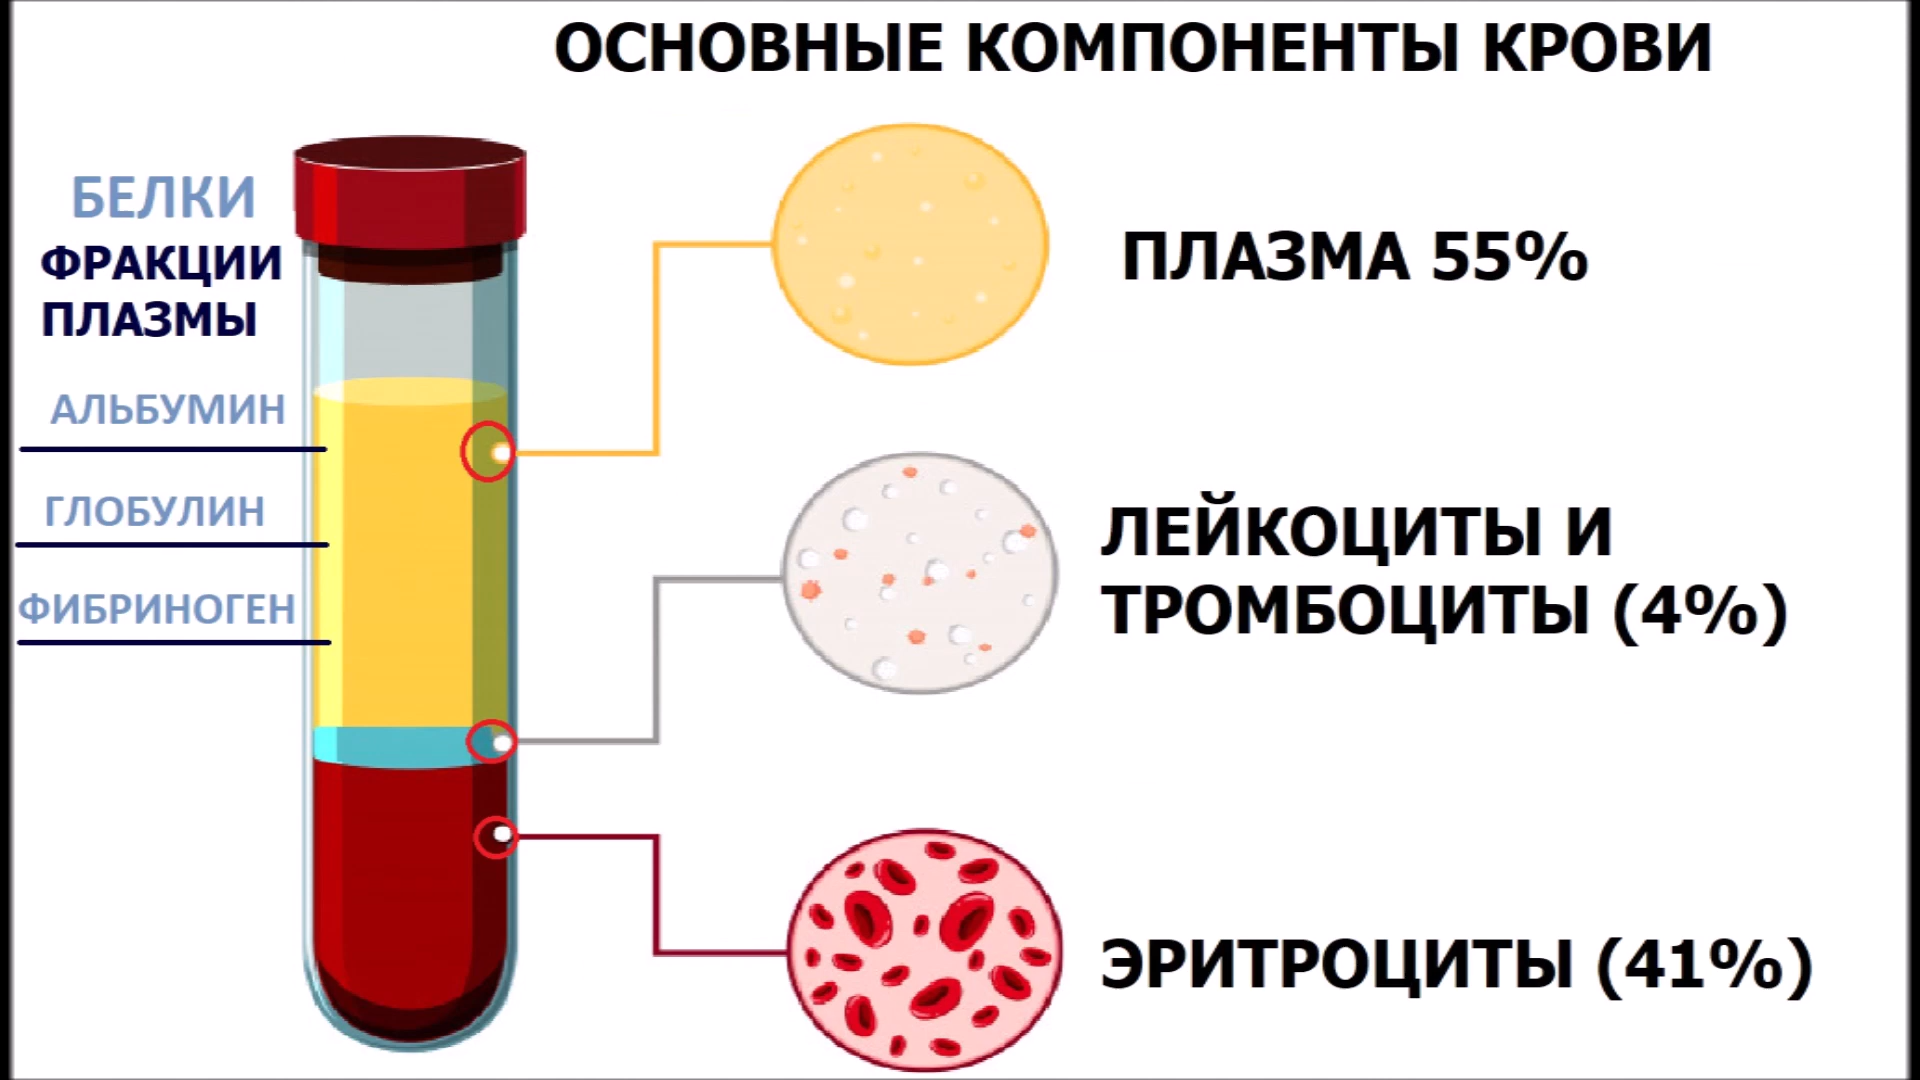 ОСНОВНЫЕ КОМПОНЕНТЫ КРОВИ
БЕЛКИ
ФРАКЦИИ
ПЛАЗМЫ
АЛЬБУМИН
ГЛОБУЛИН
ФИБРИНОГЕН
ПЛАЗМА 55%
ЛЕЙКОЦИТЫ И
ТРОМБОЦИТЫ (4%)
ЭРИТРОЦИТЫ (41%)